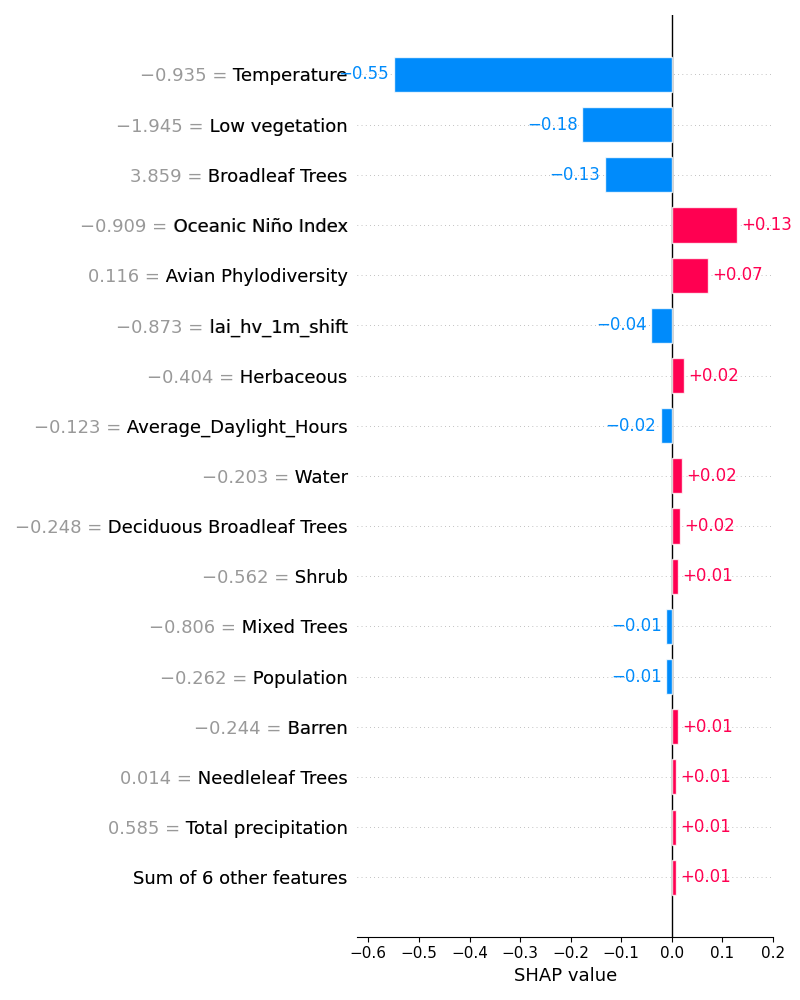 −0.935 = Temperature −0.55
−1.945 = Low vegetation −0.18
3.859 = Broadleaf Trees −0.13
−0.909 = Oceanic Niño Index +0.13
0.116 = Avian Phylodiversity +0.07
−0.873 = lai_hv_1m_shift −0.04
−0.404 = Herbaceous +0.02
−0.123 = Average_Daylight_Hours −0.02
−0.203 = Water +0.02
−0.248 = Deciduous Broadleaf Trees +0.02
−0.562 = Shrub +0.01
−0.806 = Mixed Trees −0.01
−0.262 = Population −0.01
−0.244 = Barren +0.01
0.014 = Needleleaf Trees +0.01
0.585 = Total precipitation +0.01
Sum of 6 other features +0.01
−0.6 −0.5 −0.4 −0.3 −0.2 −0.1 0.0 0.1 0.2
SHAP value